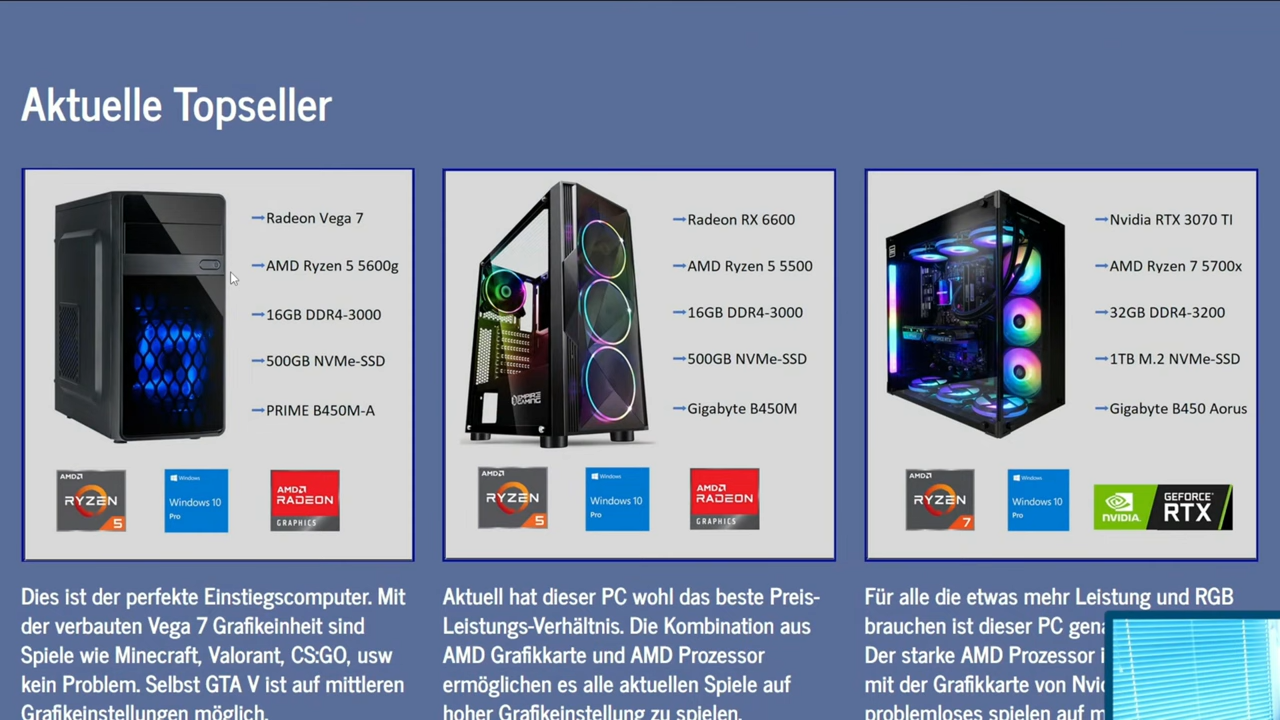 Aktuelle Topseller
Radeon Vega 7
AMD Ryzen 5 5600g
16GB DDR4-3000
500GB NVMe-SSD
PRIME B450M-A
AMD
RYZEN
5
Windows
Windows 10
Pro
AMD
RADEON
GRAPHICS
Dies ist der perfekte Einstiegscomputer. Mit
der verbauten Vega 7 Grafikeinheit sind
Spiele wie Minecraft, Valorant, CS:GO, usw
kein Problem. Selbst GTA V ist auf mittleren
Grafikeinstellungen möglich.
EMPIRE
GAMING
Radeon RX 6600
AMD Ryzen 5 5500
16GB DDR4-3000
500GB NVMe-SSD
Gigabyte B450M
AMD
RYZEN
5
Windows
Windows 10
Pro
AMD
RADEON
GRAPHICS
Aktuell hat dieser PC wohl das beste Preis-
Leistungs-Verhältnis. Die Kombination aus
AMD Grafikkarte und AMD Prozessor
ermöglichen es alle aktuellen Spiele auf
hoher Grafikeinstellung zu spielen.
Nvidia RTX 3070 TI
AMD Ryzen 7 5700x
32GB DDR4-3200
1TB M.2 NVMe-SSD
Gigabyte B450 Aorus
AMD
RYZEN
7
Windows
Windows 10
Pro
NVIDIA
GEFORCE
RTX
Für alle die etwas mehr Leistung und RGB
brauchen ist dieser PC
Der starke AMD Prozessor
mit der Grafikkarte von
problemloses spielen auf